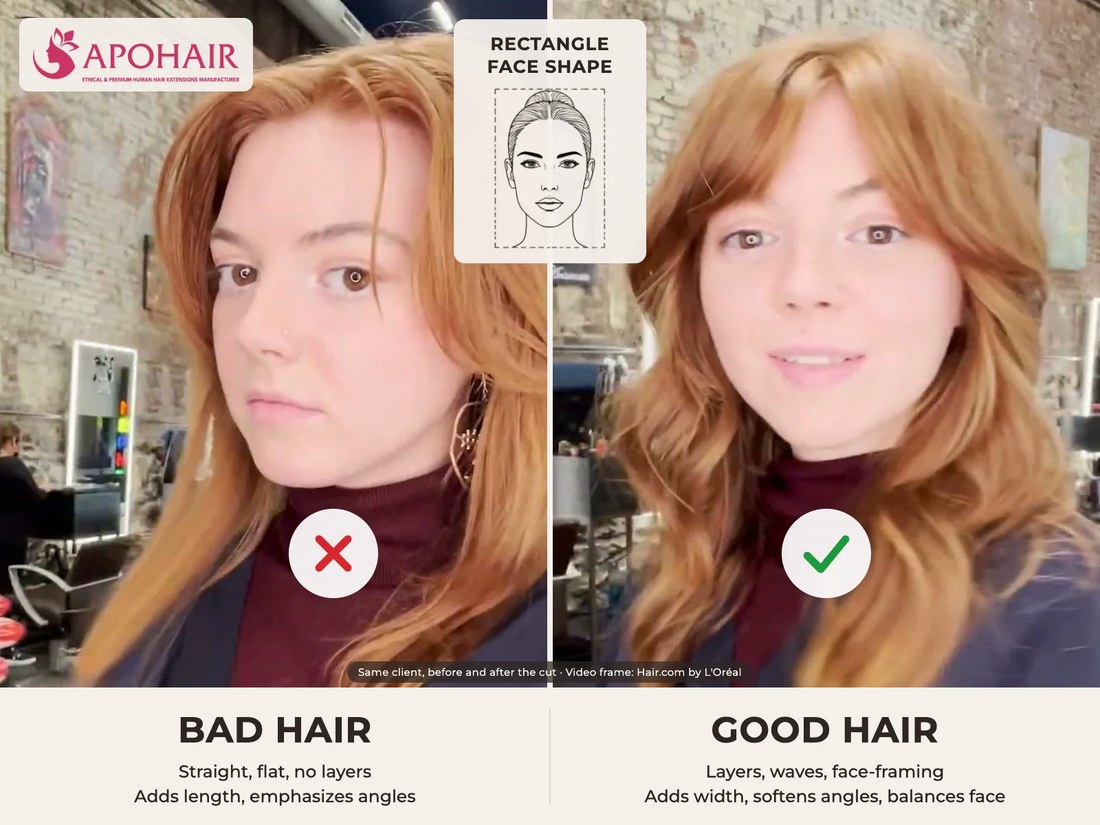 APOHAIR
ETHICAL & PREMIUM HUMAN HAIR EXTENSIONS MANUFACTURER
RECTANGLE
FACE SHAPE
Same client, before and after the cut · Video frame: Hair.com by L'Oréal
BAD HAIR
Straight, flat, no layers
Adds length, emphasizes angles
GOOD HAIR
Layers, waves, face-framing
Adds width, softens angles, balances face